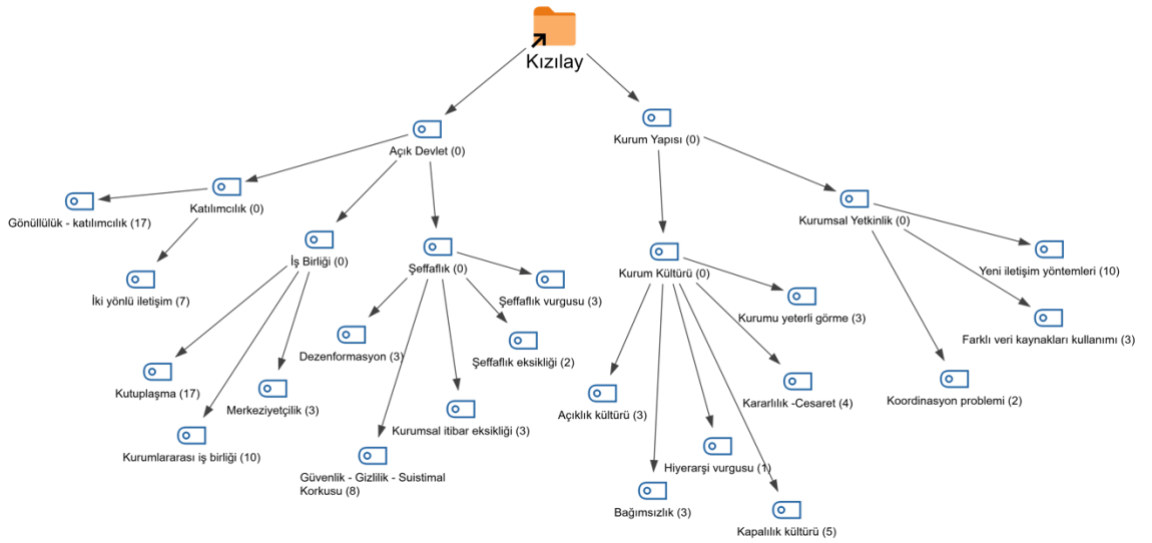 Kızılay
Kurum Yapısı (0)
Açık Devlet (0)
Katılımcılık (0)
Gönüllülük - katılımcılık (17)
Kurumsal Yetkinlik (0)
İş Birliği (0)
Şeffaflık (0)
Kurum Kültürü (0)
Yeni iletişim yöntemleri (10)
İki yönlü iletişim (7)
Şeffaflık vurgusu (3)
Kurumu yeterli görme (3)
Farklı veri kaynakları kullanımı (3)
Dezenformasyon (3)
Şeffaflık eksikliği (2)
Kutuplaşma (17)
Merkeziyetçilik (3)
Kurumsal itibar eksikliği (3)
Açıklık kültürü (3)
Kararlılık -Cesaret (4)
Koordinasyon problemi (2)
Kurumlararası iş birliği (10)
Güvenlik - Gizlilik - Suistimal
Korkusu (8)
Hiyerarşi vurgusu (1)
Bağımsızlık (3)
Kapalılık kültürü (5)